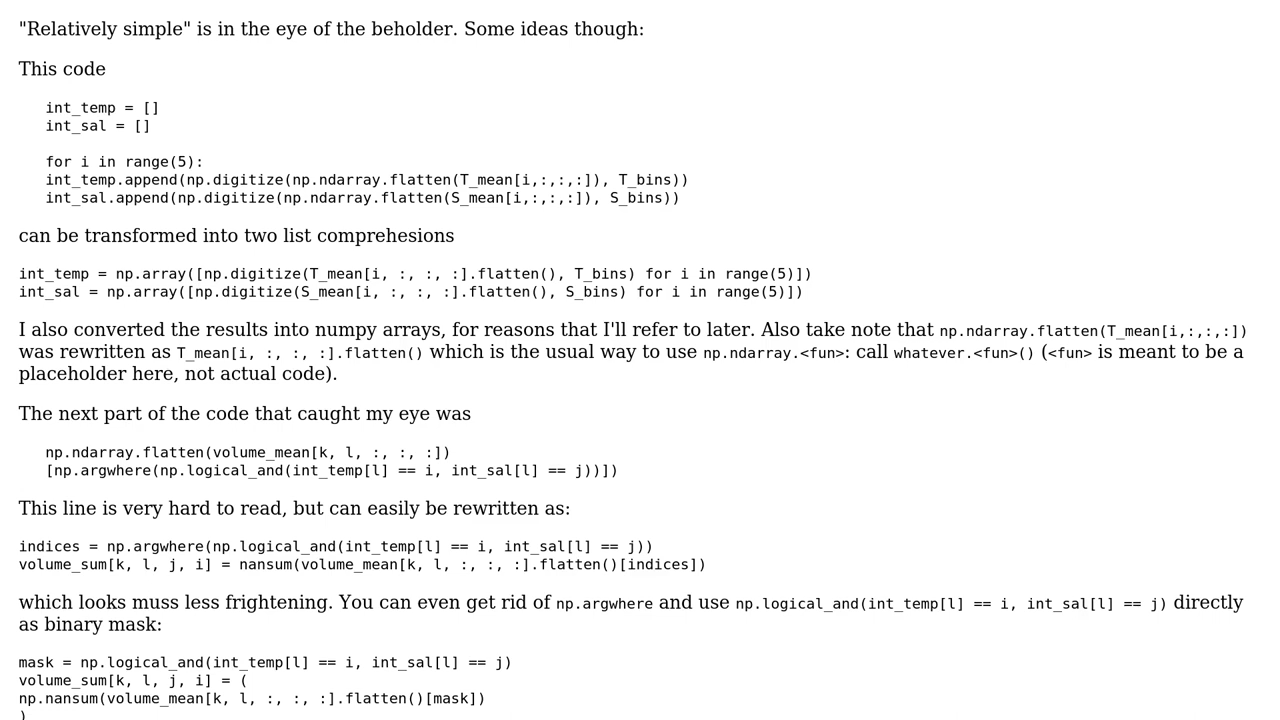 "Relatively simple" is in the eye of the beholder. Some ideas though:
This code
int_temp = []
int_sal = []
for i in range(5):
int_temp.append(np.digitize(np.ndarray.flatten(T_mean[i,:,:,:]), T_bins))
int_sal.append(np.digitize(np.ndarray.flatten(S_mean[i,:,:,:]), S_bins))
can be transformed into two list comprehesions
int_temp = np.array([np.digitize(T_mean[i, :, :, :].flatten(), T_bins) for i in range(5)])
int_sal = np.array([np.digitize(S_mean[i, :, :, :].flatten(), S_bins) for i in range(5)])
I also converted the results into numpy arrays, for reasons that I'll refer to later. Also take note that np.ndarray.flatten(T_mean[i,:,:,:])
was rewritten as T_mean[i, :, :, :].flatten() which is the usual way to use np.ndarray.<fun>: call whatever.<fun>() (<fun> is meant to be a
placeholder here, not actual code).
The next part of the code that caught my eye was
np.ndarray.flatten(volume_mean[k, l, :, :, :])
[np.argwhere(np.logical_and(int_temp[l] == i, int_sal[l] == j))])
This line is very hard to read, but can easily be rewritten as:
indices = np.argwhere(np.logical_and(int_temp[l] == i, int_sal[l] == j))
volume_sum[k, l, j, i] = nansum(volume_mean[k, l, :, :, :].flatten()[indices])
which looks muss less frightening. You can even get rid of np.argwhere and use np.logical_and(int_temp[l] == i, int_sal[l] == j) directly
as binary mask:
mask = np.logical_and(int_temp[l] == i, int_sal[l] == j)
volume_sum[k, l, j, i] = (
np.nansum(volume_mean[k, l, :, :, :].flatten()[mask])
)